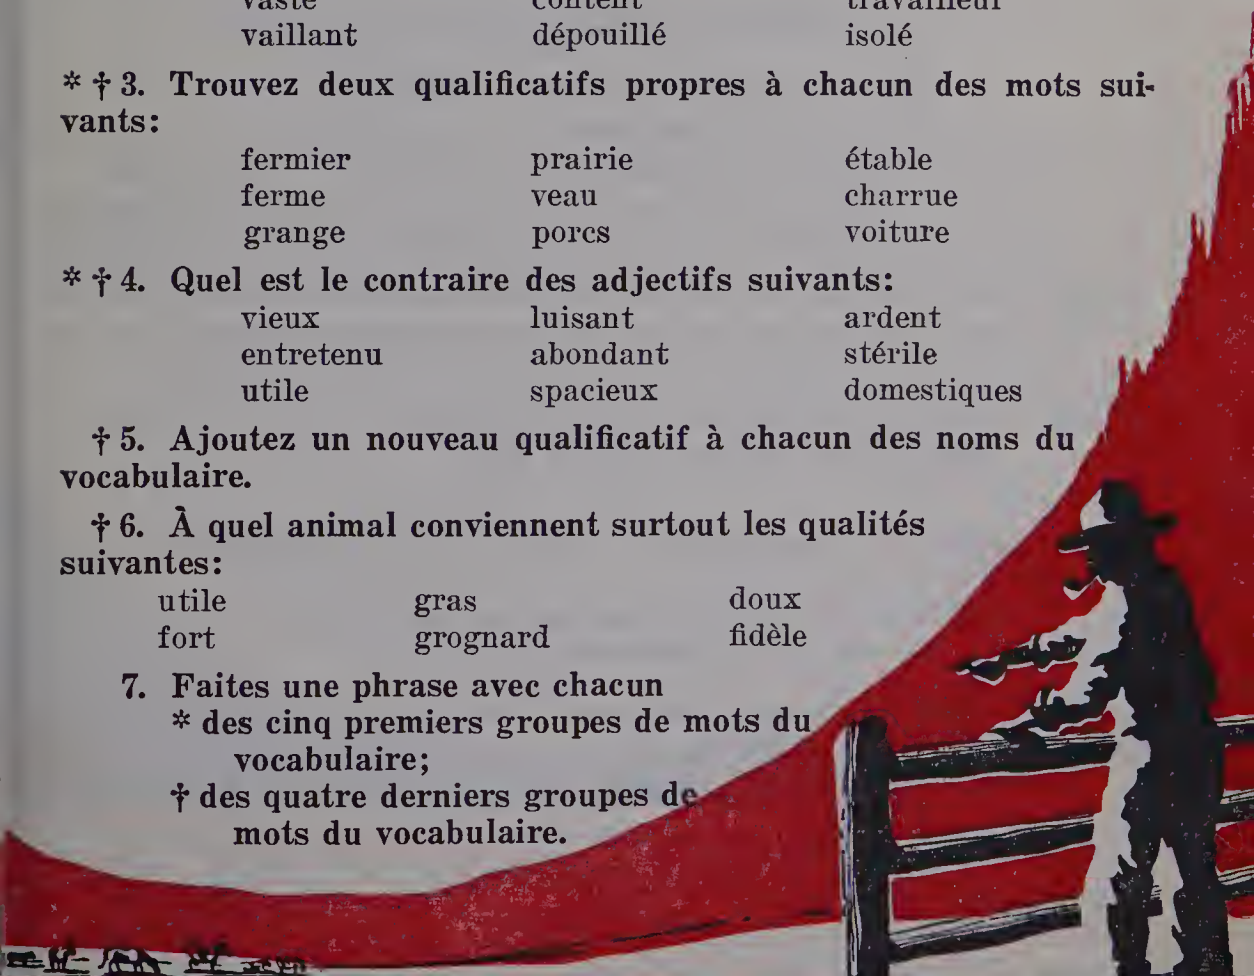 vaste content travailleur
vaillant dépouillé isolé
* † 3. Trouvez deux qualificatifs propres à chacun des mots sui-
vants:
fermier prairie étable
ferme veau charrue
grange porcs voiture
* † 4. Quel est le contraire des adjectifs suivants:
vieux luisant ardent
entretenu abondant stérile
utile spacieux domestiques
† 5. Ajoutez un nouveau qualificatif à chacun des noms du
vocabulaire.
† 6. À quel animal conviennent surtout les qualités
suivantes:
utile gras doux
fort grognard fidèle
7. Faites une phrase avec chacun
* des cinq premiers groupes de mots du
vocabulaire;
† des quatre derniers groupes de
mots du vocabulaire.